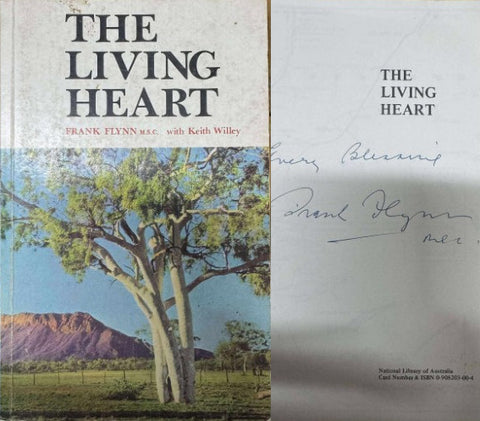 THE
LIVING
HEART
FRANK FLYNN M.S.C. with Keith Willey
THE
LIVING
HEART
Every Blessing
Frank Flynn
MSC.
National Library of Australia
Card Number & ISBN 0-908203-00-4